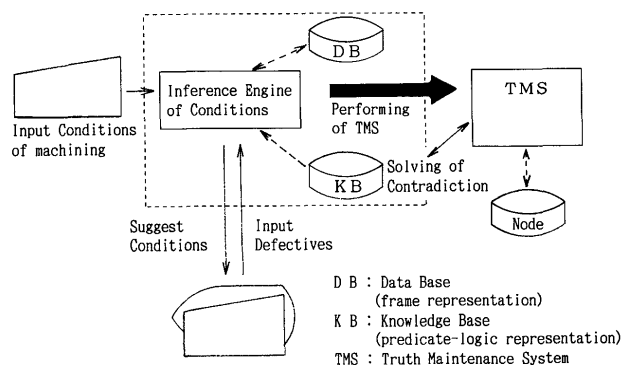 D B
Inference Engine
of Conditions
TMS
Input Conditions
of machining
Performing
of TMS
K B
Solving of
Contradiction
Node
Suggest
Conditions
Input
Defectives
D B : Data Base
(frame representation)
K B : Knowledge Base
(predicate-logic representation)
TMS : Truth Maintenance System